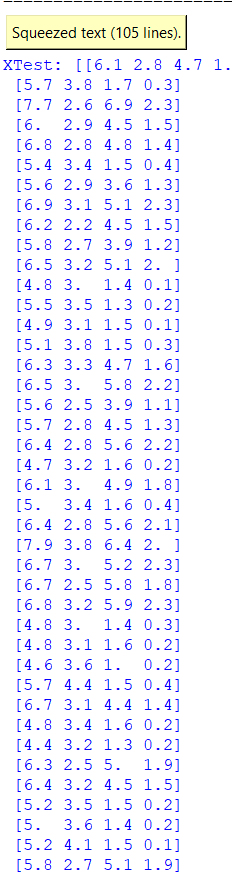 Squeezed text (105 lines).
XTest: [[6.1 2.8 4.7 1.
[5.7 3.8 1.7 0.3]
[7.7 2.6 6.9 2.3]
[6.  2.9 4.5 1.5]
[6.8 2.8 4.8 1.4]
[5.4 3.4 1.5 0.4]
[5.6 2.9 3.6 1.3]
[6.9 3.1 5.1 2.3]
[6.2 2.2 4.5 1.5]
[5.8 2.7 3.9 1.2]
[6.5 3.2 5.1 2. ]
[4.8 3.  1.4 0.1]
[5.5 3.5 1.3 0.2]
[4.9 3.1 1.5 0.1]
[5.1 3.8 1.5 0.3]
[6.3 3.3 4.7 1.6]
[6.5 3.  5.8 2.2]
[5.6 2.5 3.9 1.1]
[5.7 2.8 4.5 1.3]
[6.4 2.8 5.6 2.2]
[4.7 3.2 1.6 0.2]
[6.1 3.  4.9 1.8]
[5.  3.4 1.6 0.4]
[6.4 2.8 5.6 2.1]
[7.9 3.8 6.4 2. ]
[6.7 3.  5.2 2.3]
[6.7 2.5 5.8 1.8]
[6.8 3.2 5.9 2.3]
[4.8 3.  1.4 0.3]
[4.8 3.1 1.6 0.2]
[4.6 3.6 1.  0.2]
[5.7 4.4 1.5 0.4]
[6.7 3.1 4.4 1.4]
[4.8 3.4 1.6 0.2]
[4.4 3.2 1.3 0.2]
[6.3 2.5 5.  1.9]
[6.4 3.2 4.5 1.5]
[5.2 3.5 1.5 0.2]
[5.  3.6 1.4 0.2]
[5.2 4.1 1.5 0.1]
[5.8 2.7 5.1 1.9]